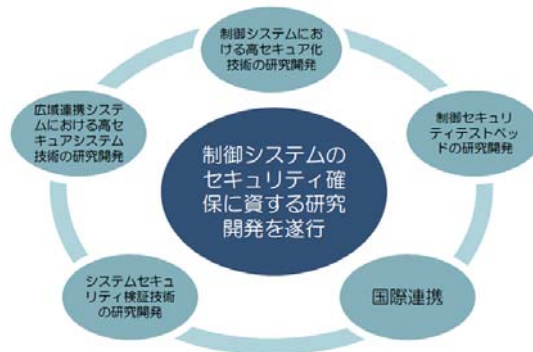 制御システムにお
ける高セキュア化
技術の研究開発
広域連携システ
ムにおける高セ
キュアシステム
技術の研究開発
制御セキュリ
ティテストベッ
ドの研究開発
制御システムの
セキュリティ確
保に資する研究
開発を遂行
システムセキュ
リティ検証技術
の研究開発
国際連携